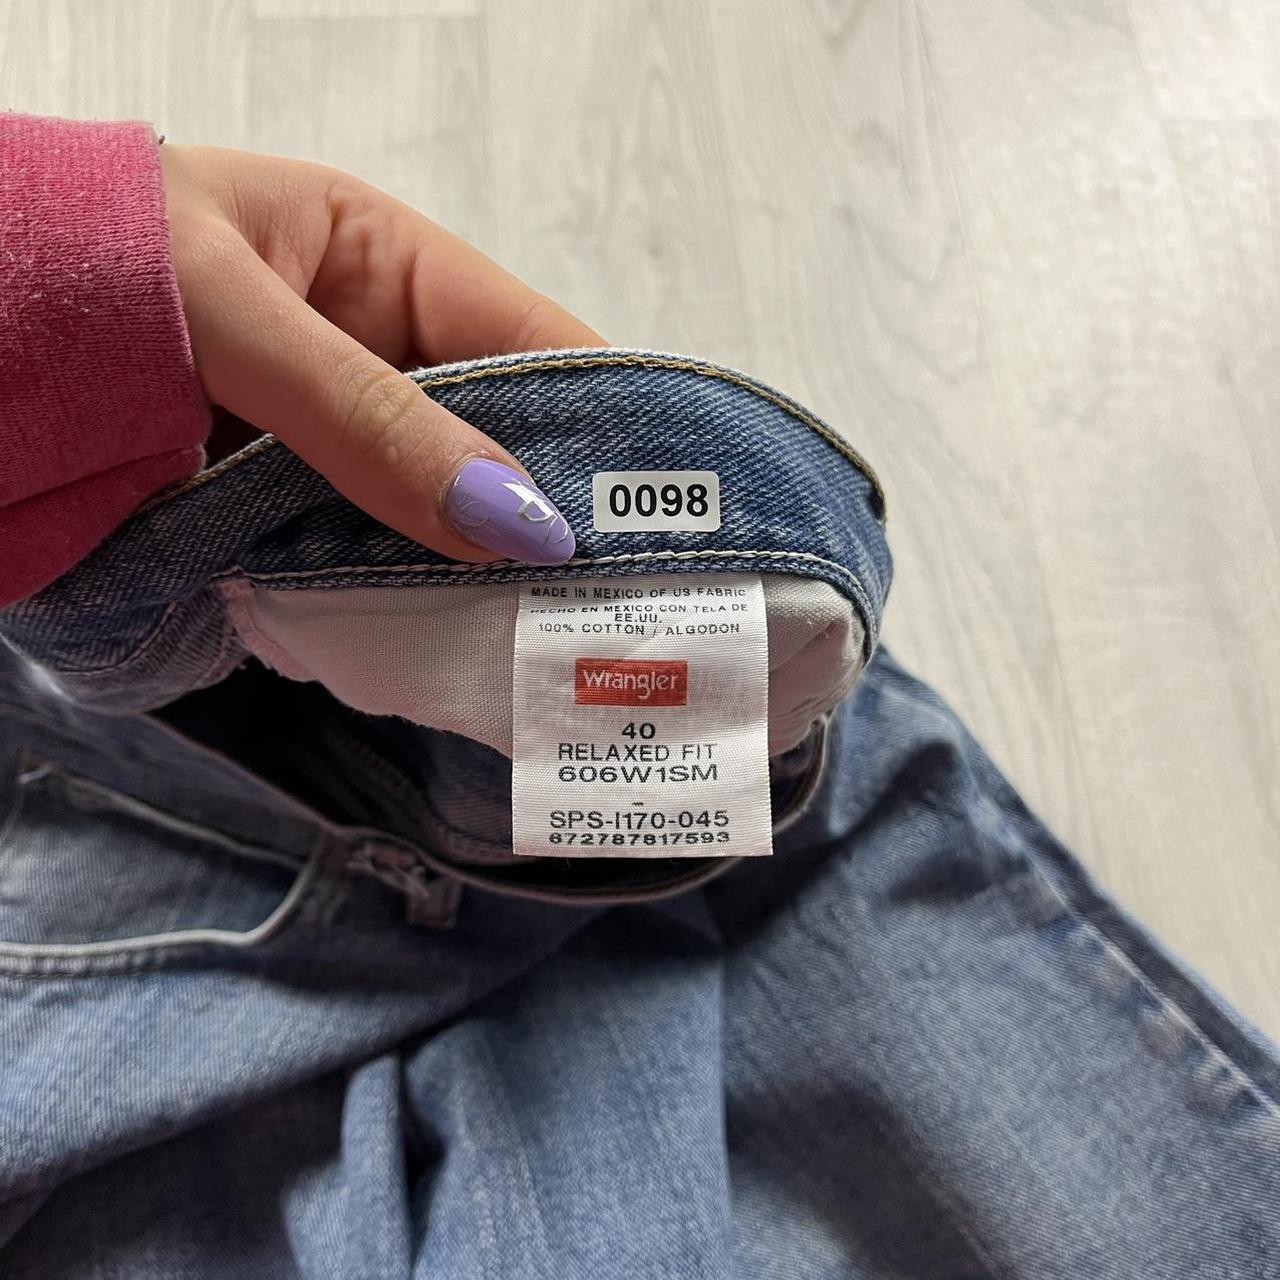 0098
MADE IN MEXICO OF US FABRIC
HECHO EN MEXICO CON TELA DE
EE.UU.
100% COTTON / ALGODON
Wrangler
40
RELAXED FIT
606W1SM
-
SPS-I170-045
672787817593